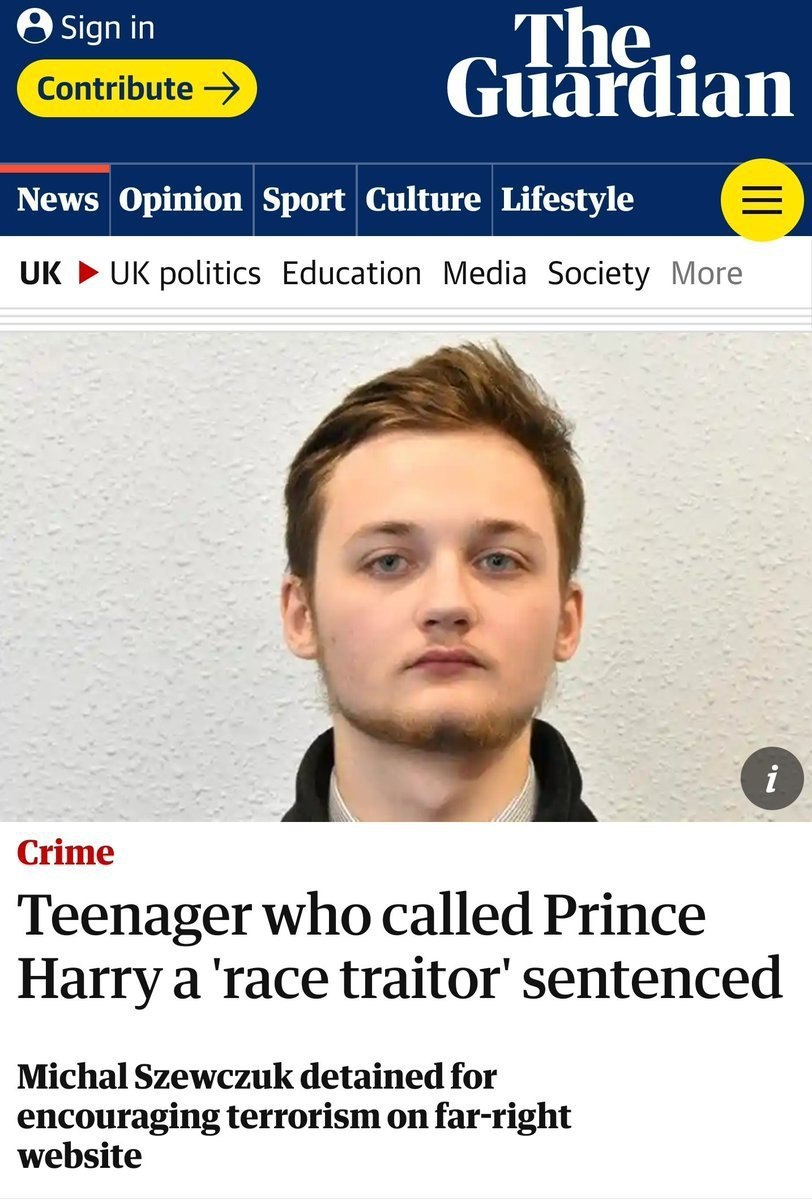 Sign in
Contribute →
The
Guardian
News Opinion Sport Culture Lifestyle
UK UK politics Education Media Society More
i
Crime
Teenager who called Prince
Harry a 'race traitor' sentenced
Michal Szewczuk detained for
encouraging terrorism on far-right
website